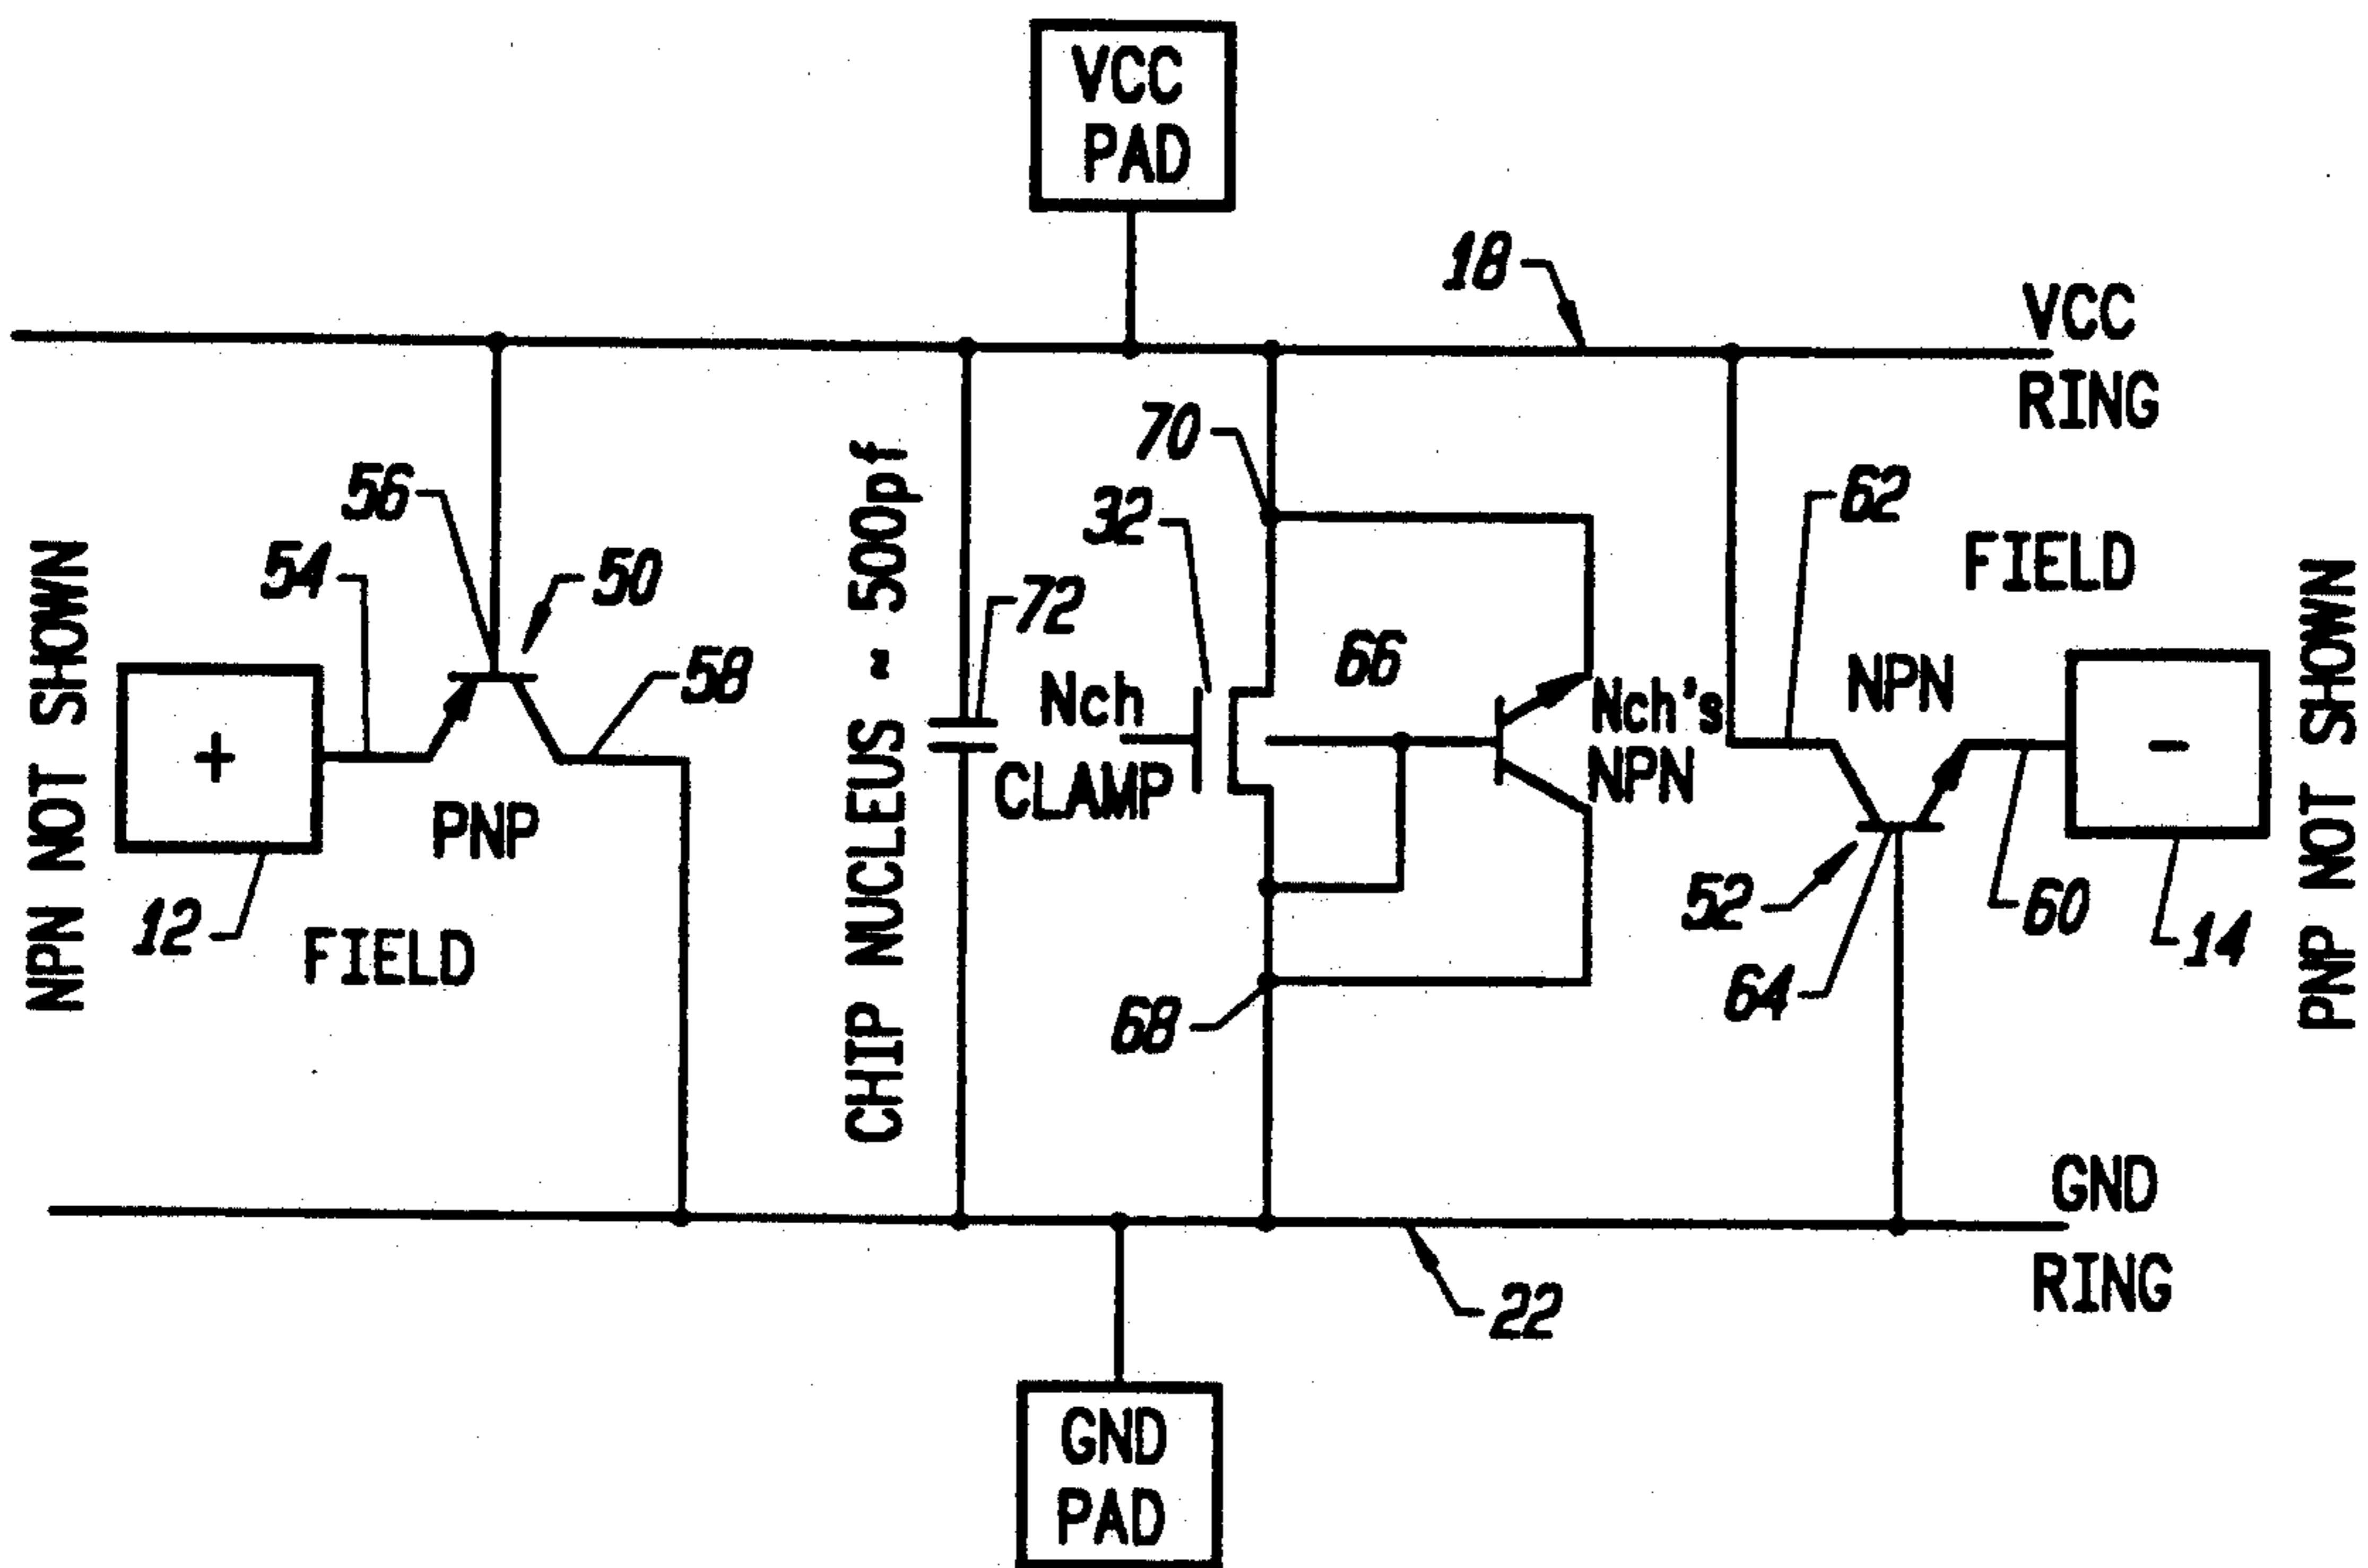 VCC
PAD
18
VCC
RING
70
56
32
62
54
50
FIELD
NPN NOT SHOWN
CHIP NUCLEUS ~ 5000pf
72
66
58
Nch
CLAMP
Nch's
NPN
NPN
PNP NOT SHOWN
+
-
PNP
12
FIELD
52
60
14
64
68
GND
RING
22
GND
PAD